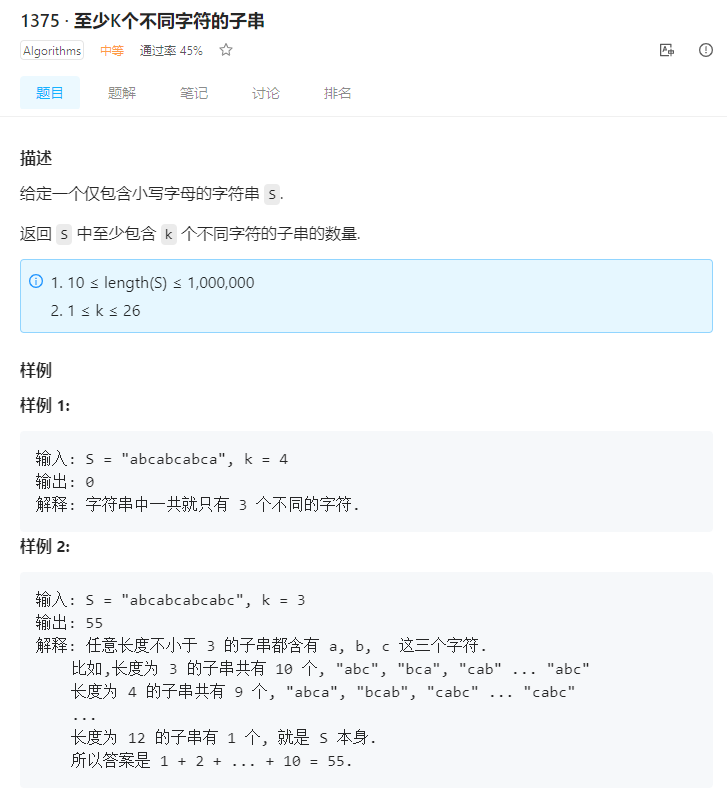 1375 · 至少K个不同字符的子串
Algorithms 中等 通过率 45%
题目 题解 笔记 讨论 排名
描述
给定一个仅包含小写字母的字符串 S.
返回 S 中至少包含 k 个不同字符的子串的数量.
1. 10 ≤ length(S) ≤ 1,000,000
2. 1 ≤ k ≤ 26
样例
样例 1:
输入: S = "abcabcabca", k = 4
输出: 0
解释: 字符串中一共就只有 3 个不同的字符.
样例 2:
输入: S = "abcabcabcabc", k = 3
输出: 55
解释: 任意长度不小于 3 的子串都含有 a, b, c 这三个字符.
比如,长度为 3 的子串共有 10 个, "abc", "bca", "cab" ... "abc"
长度为 4 的子串共有 9 个, "abca", "bcab", "cabc" ... "cabc"
...
长度为 12 的子串有 1 个, 就是 S 本身.
所以答案是 1 + 2 + ... + 10 = 55.